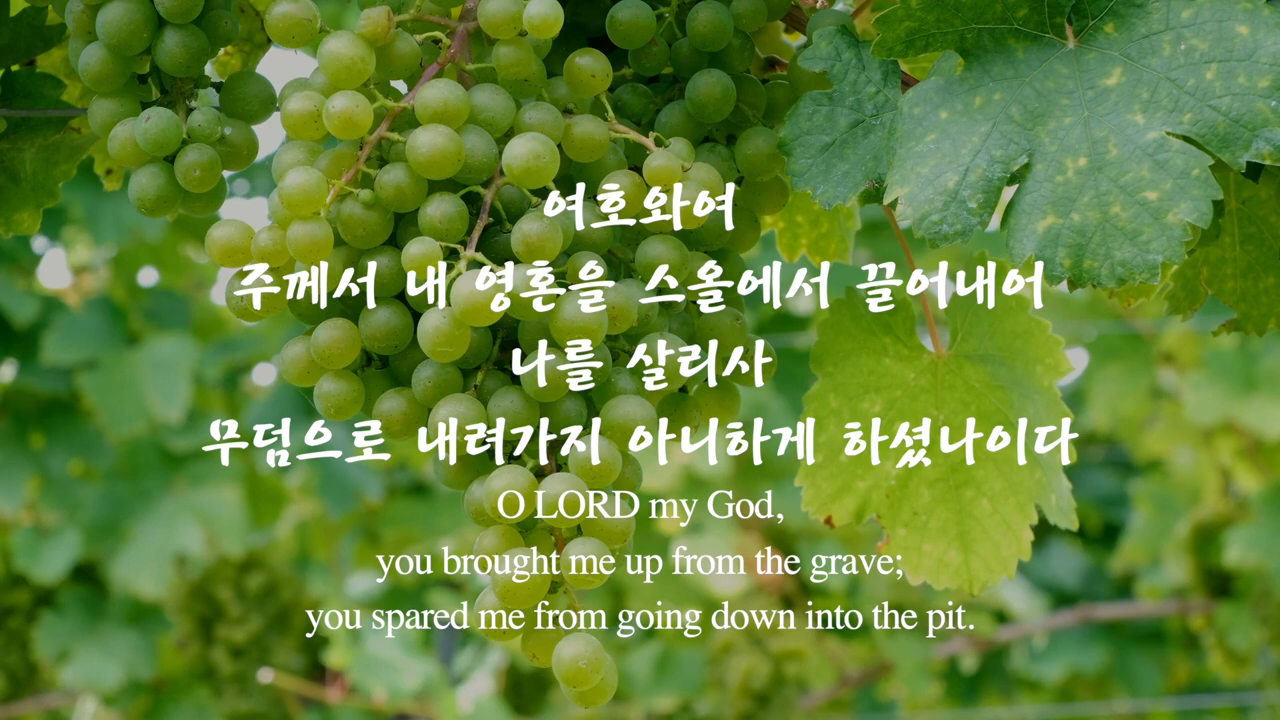 여호와여
주께서 내 영혼을 스올에서 끌어내어
나를 살리사
무덤으로 내려가지 아니하게 하셨나이다
O LORD my God,
you brought me up from the grave;
you spared me from going down into the pit.